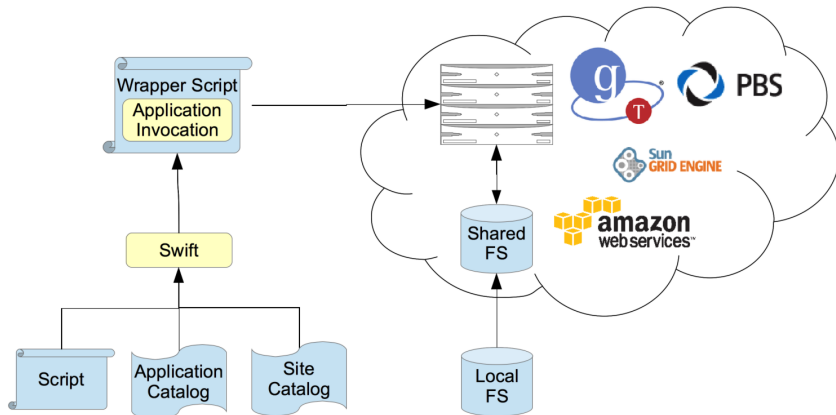 Wrapper Script
Application
Invocation
g
T
®
PBS
Sun
GRID ENGINE
amazon
web services™
Shared
FS
Swift
Script
Application
Catalog
Site
Catalog
Local
FS